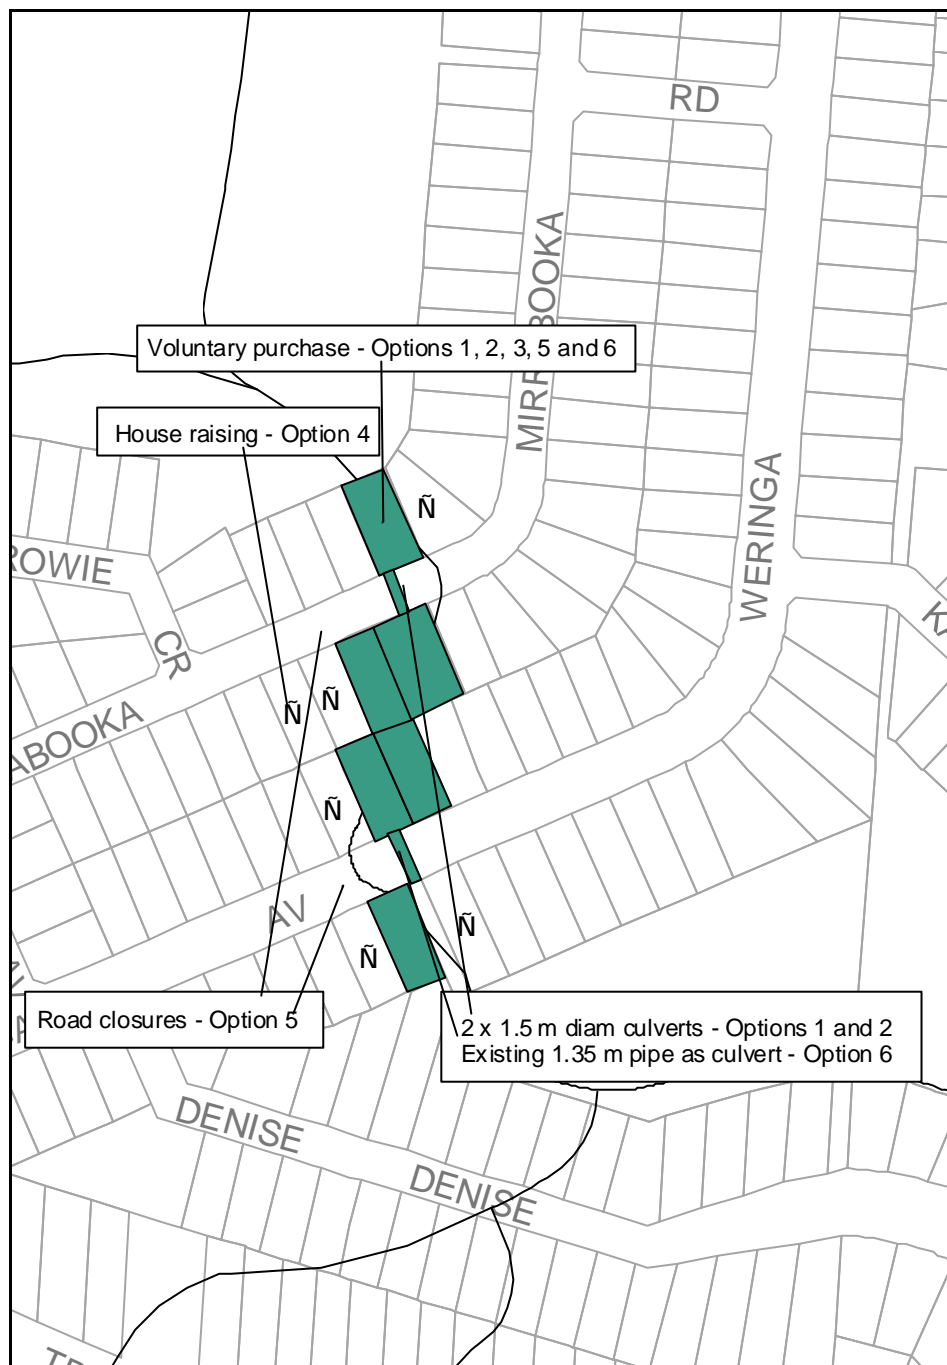 RD
MIRRABOOKA
Voluntary purchase - Options 1, 2, 3, 5 and 6
House raising - Option 4
Ñ
WERINGA
ROWIE
CR
KA
Ñ
Ñ
ABOOKA
Ñ
AV
Ñ
Ñ
Road closures - Option 5
2 x 1.5 m diam culverts - Options 1 and 2
Existing 1.35 m pipe as culvert - Option 6
DENISE
DENISE